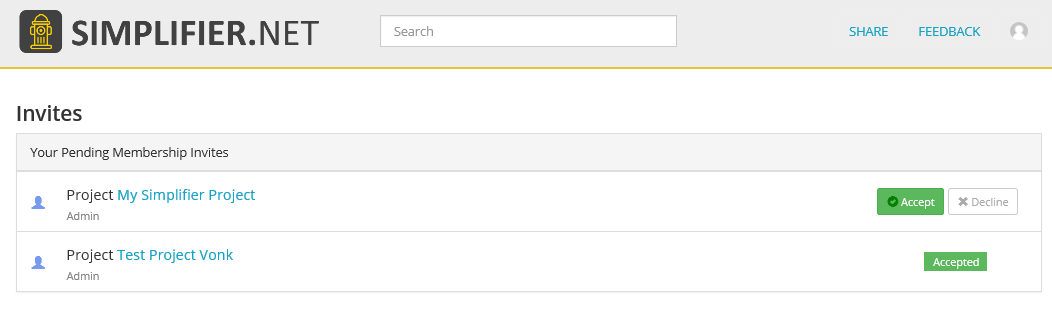 SIMPLIFIER.NET
Search
SHARE
FEEDBACK
Invites
Your Pending Membership Invites
Project My Simplifier Project
Admin
Accept
Decline
Project Test Project Vonk
Admin
Accepted